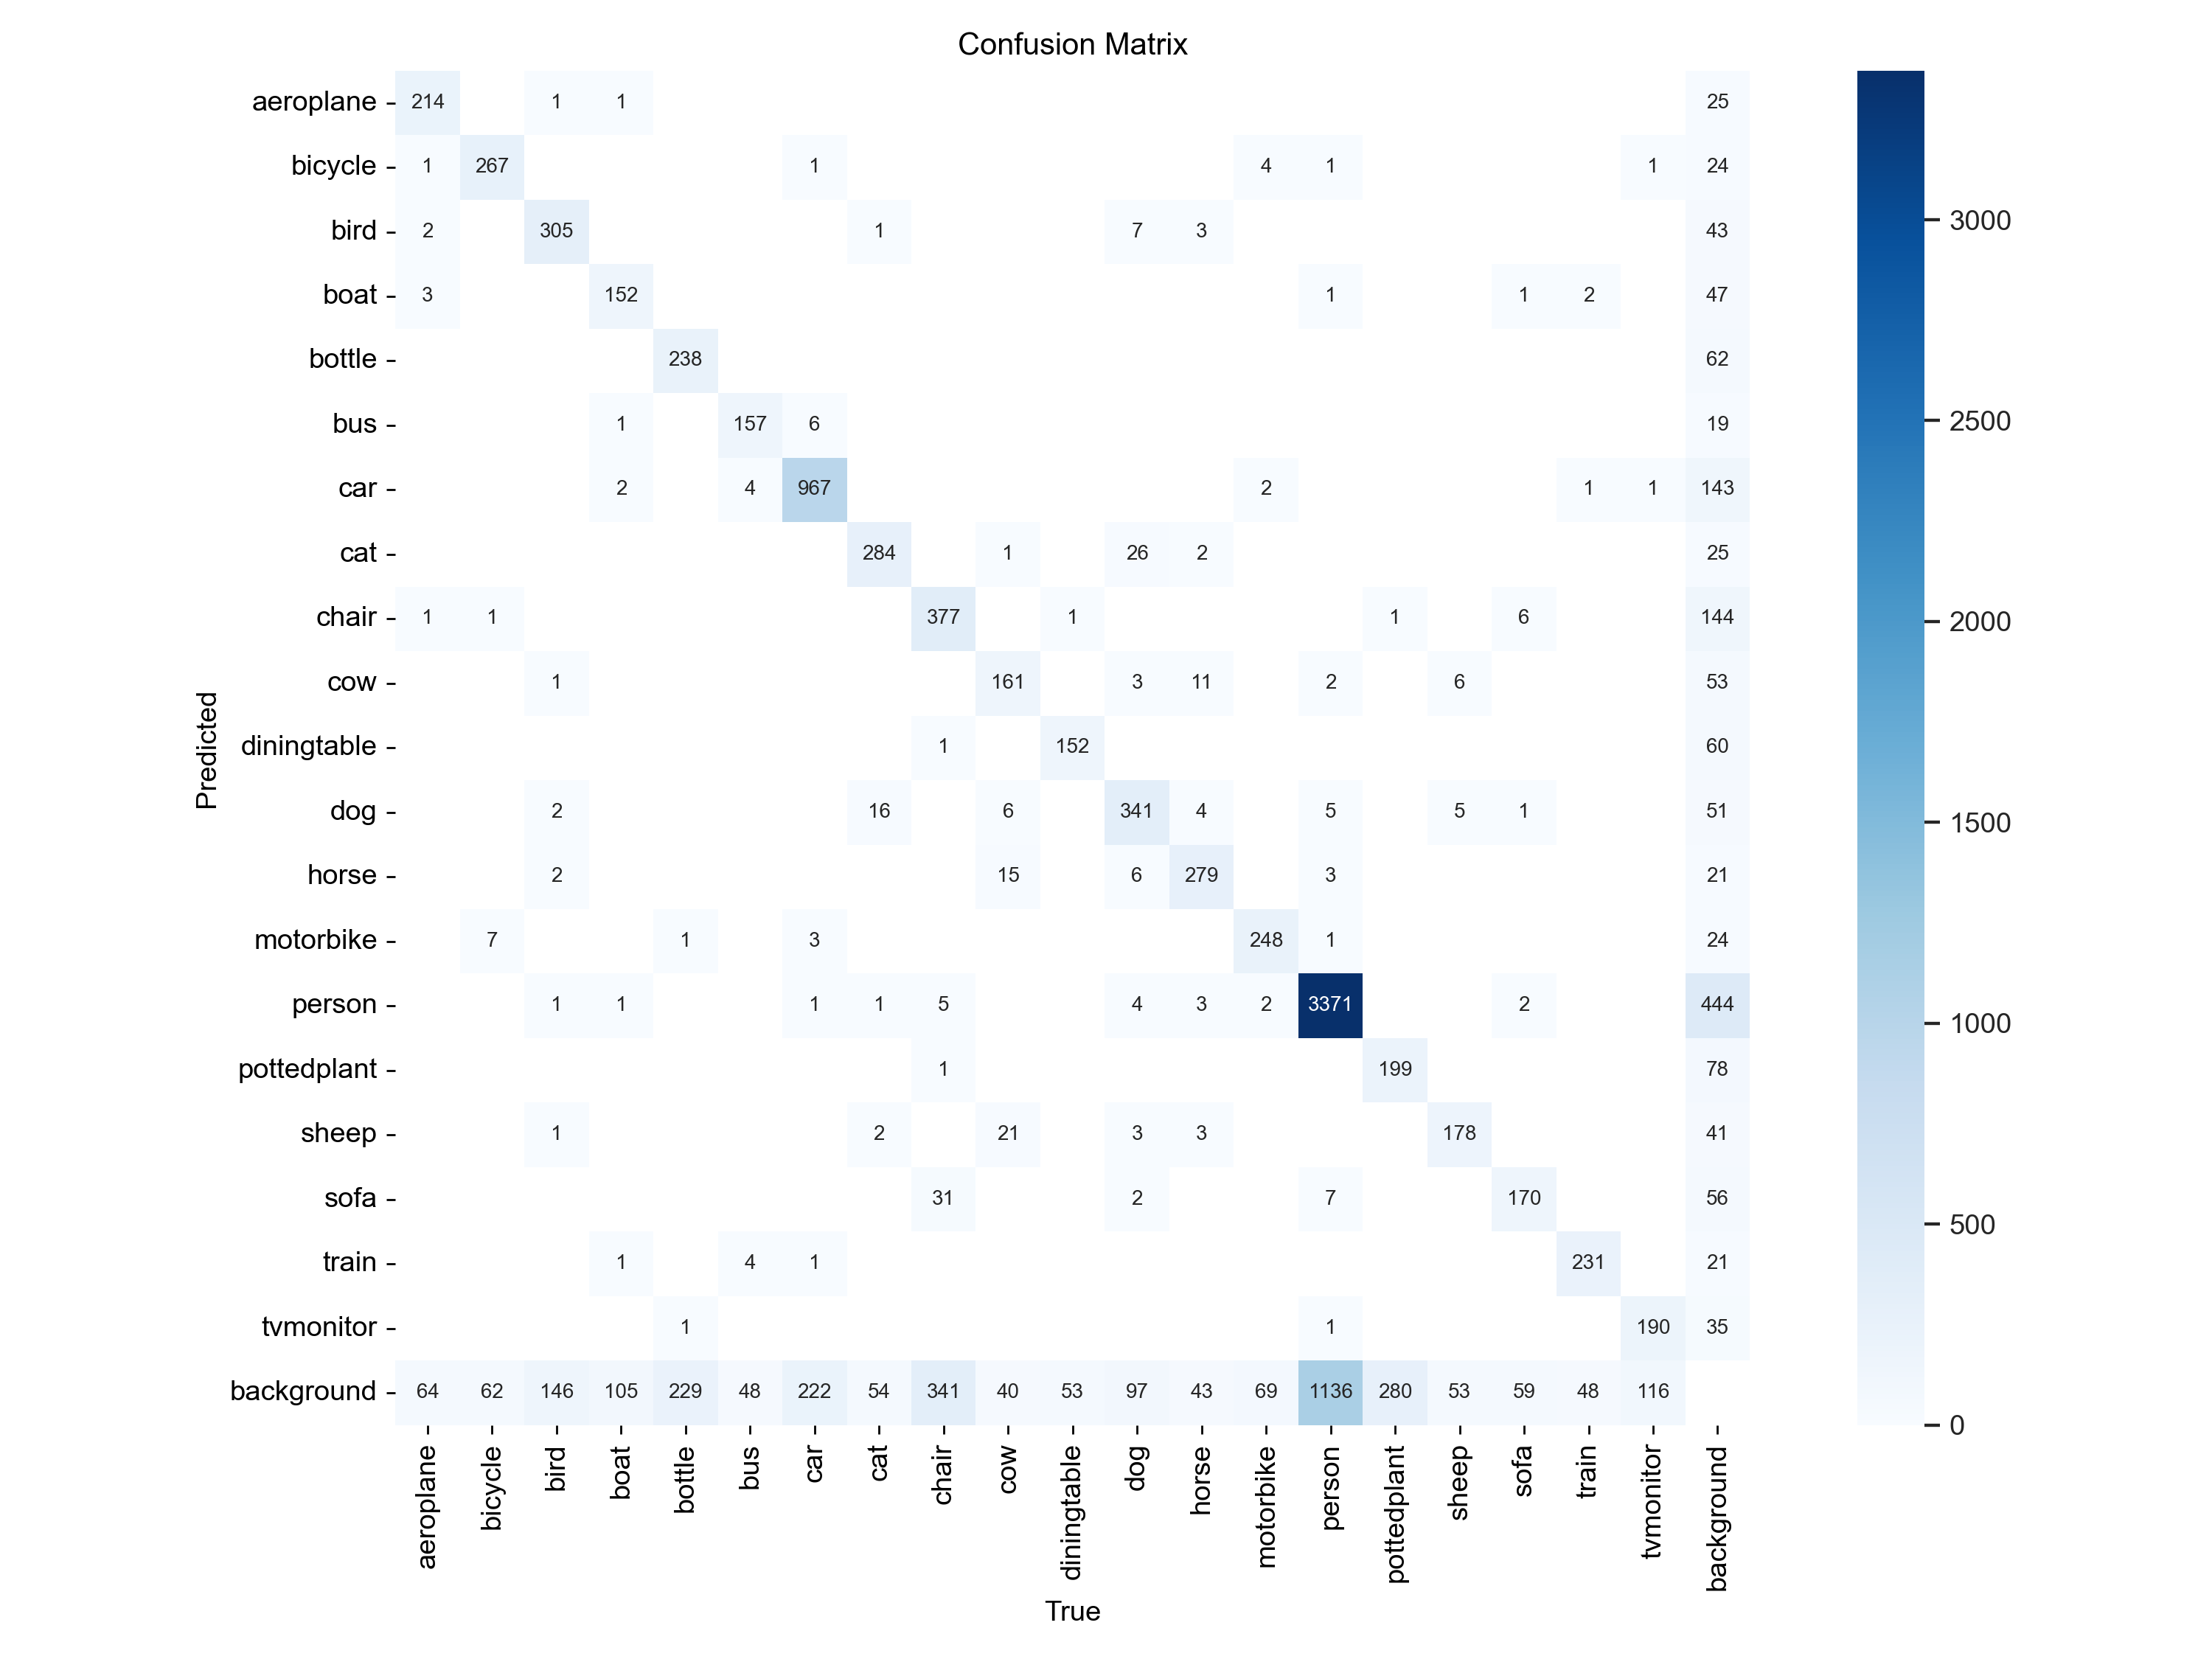 Confusion Matrix
aeroplane 214 1 1 25
bicycle 1 267 1 4 1 1 24
bird 2 305 1 7 3 43
boat 3 152 1 1 2 47
bottle 238 62
bus 1 157 6 19
car 2 4 967 2 1 1 143
cat 284 1 26 2 25
chair 1 1 377 1 1 6 144
cow 1 161 3 11 2 6 53
diningtable 1 152 60
dog 2 16 6 341 4 5 5 1 51
horse 2 15 6 279 3 21
motorbike 7 1 3 248 1 24
person 1 1 1 1 5 4 3 2 3371 2 444
pottedplant 1 199 78
sheep 1 2 21 3 3 178 41
sofa 31 2 7 170 56
train 1 4 1 231 21
tvmonitor 1 1 190 35
background 64 62 146 105 229 48 222 54 341 40 53 97 43 69 1136 280 53 59 48 116
aeroplane bicycle bird boat bottle bus car cat chair cow diningtable dog horse motorbike person pottedplant sheep sofa train tvmonitor background
True
Predicted
3000
2500
2000
1500
1000
500
0